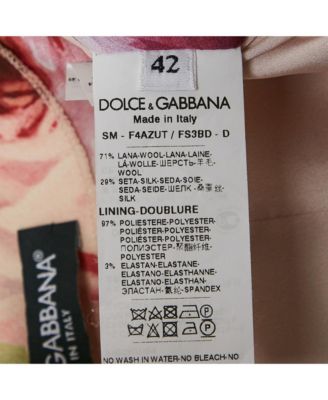 42
DOLCE & GABBANA
Made in Italy
SM - F4AZUT / FS3BD - D
71% LANA-WOOL-LANA-LAINE-
LÃ-WOLLE-ШЕРСТЬ-羊毛-
WOOL
29% SETA-SILK-SEDA-SOIE-
SEDA-SEIDE-ШЕЛК -桑蚕丝-
SILK
LINING-DOUBLURE
97% POLIESTERE-POLYESTER-
POLIÉSTER-POLYESTER-
POLIÉSTER-POLYESTER-
ПОЛИЭСТЕР-聚酯纤维-
POLYESTER
3% ELASTAN-ELASTANE-
ELASTANO-ELASTHANNE-
ELASTANO-ELASTHAN-
ЭЛАСТАН-氨纶-SPANDEX
NO WASH IN WATER-NO BLEACH-NO
GABBANA®
IN ITALY